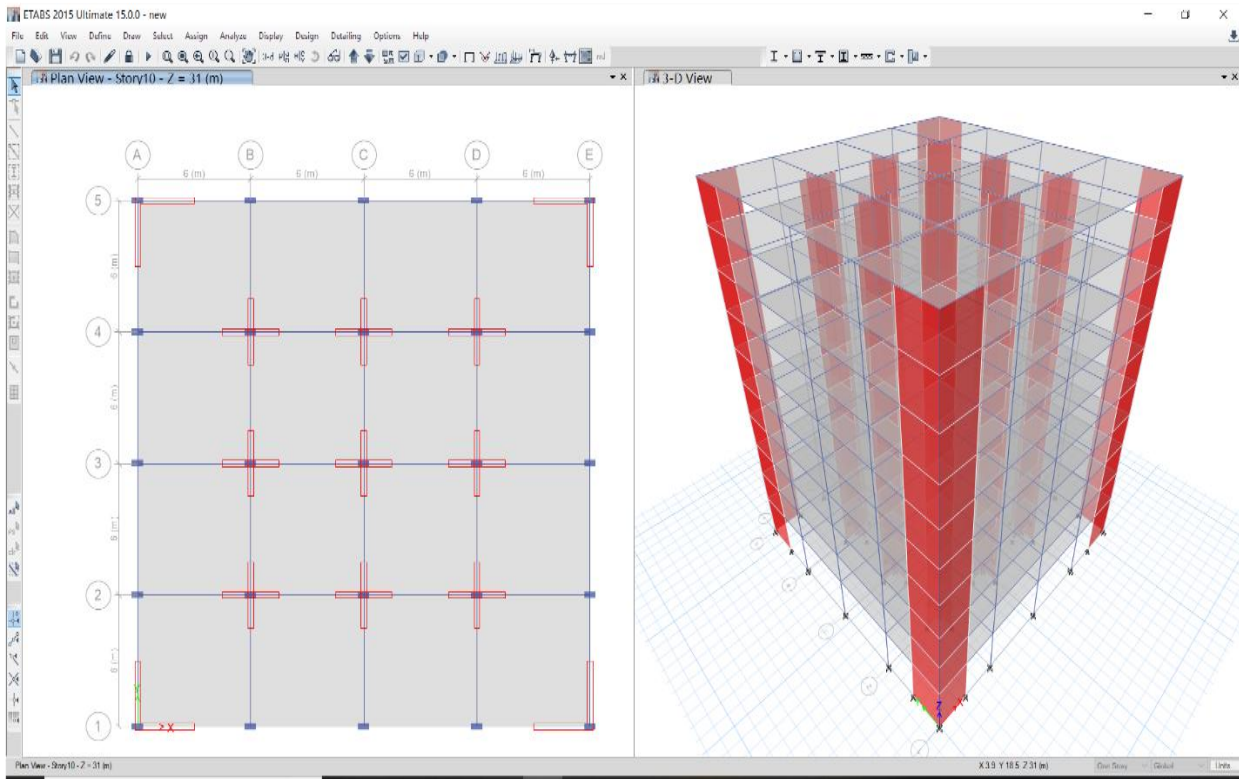 ETABS 2015 Ultimate 15.0.0 - new
File Edit View Define Draw Select Assign Analyze Display Design Detailing Options Help
Plan View - Story10 - Z = 31 (m)
3-D View
A B C D E
6 (m) 6 (m) 6 (m) 6 (m)
5
6 (m)
4
6 (m)
3
6 (m)
2
6 (m)
1
X
X
Z
Plan View - Story10 - Z = 31 (m)
X 3.9 Y 18.5 Z 31 (m)
One Story
Global
Units